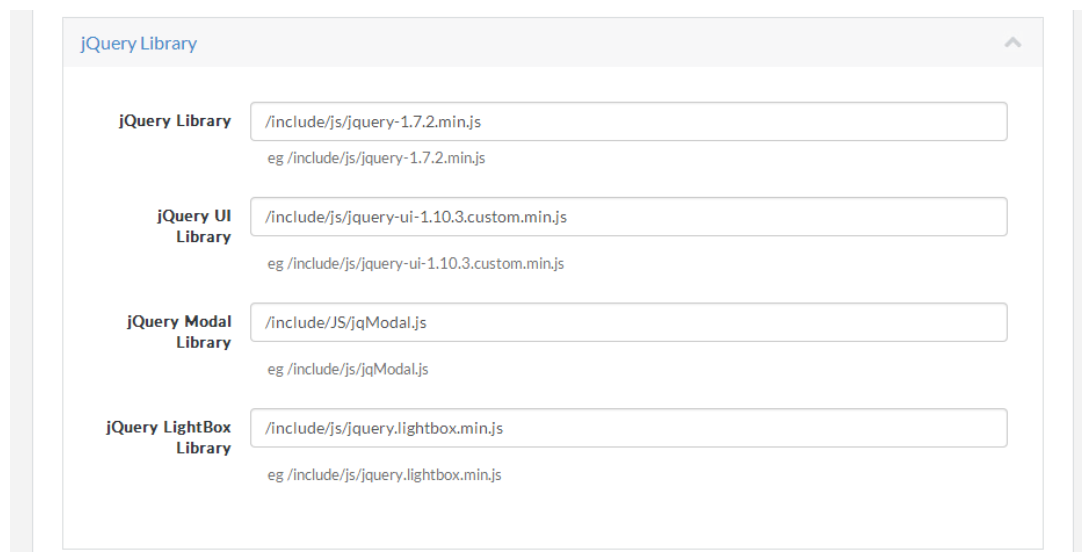 jQuery Library
jQuery Library
/include/js/jquery-1.7.2.min.js
eg /include/js/jquery-1.7.2.min.js
jQuery UI
Library
/include/js/jquery-ui-1.10.3.custom.min.js
eg /include/js/jquery-ui-1.10.3.custom.min.js
jQuery Modal
Library
/include/JS/jqModal.js
eg /include/js/jqModal.js
jQuery LightBox
Library
/include/js/jquery.lightbox.min.js
eg /include/js/jquery.lightbox.min.js